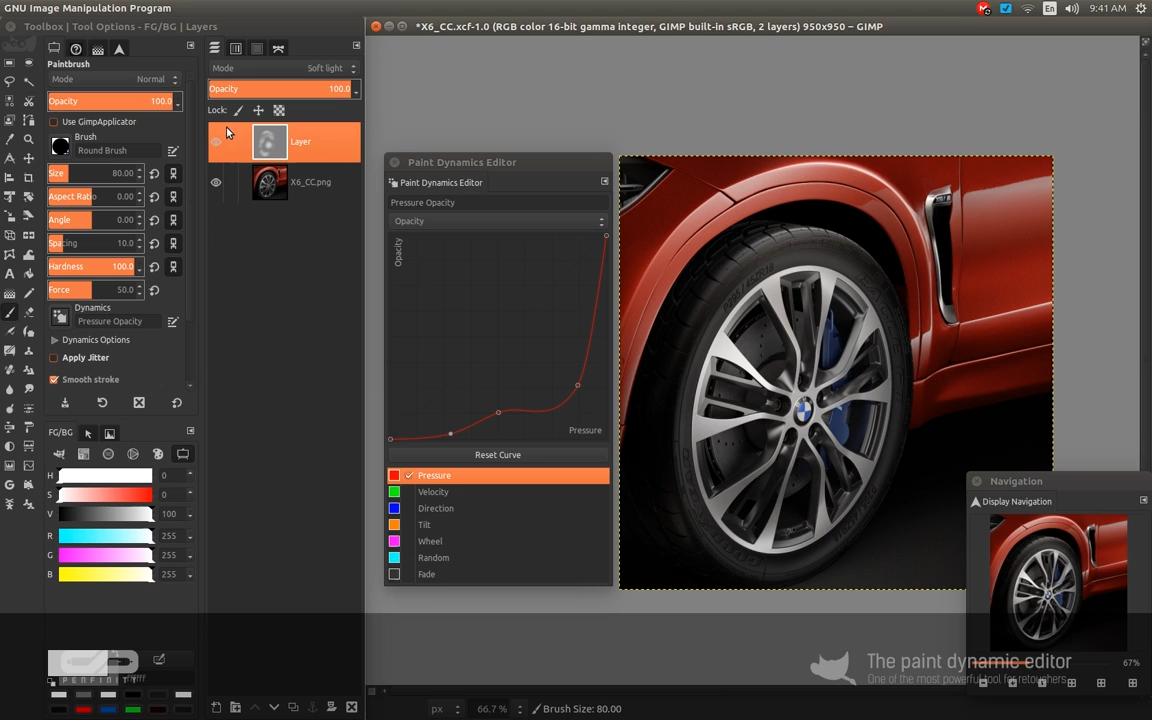 GNU Image Manipulation Program
En
9:41 AM
Toolbox | Tool Options - FG/BG | Layers
*X6_CC.xcf-1.0 (RGB color 16-bit gamma integer, GIMP built-in sRGB, 2 layers) 950x950 – GIMP
Paintbrush
Mode Normal
Opacity 100.0
Use GimpApplicator
Brush
Round Brush
Size 80.00
Aspect Ratio 0.00
Angle 0.00
Spacing 10.0
Hardness 100.0
Force 50.0
Dynamics
Pressure Opacity
Dynamics Options
Apply Jitter
Smooth stroke
FG/BG
H 0
S 0
V 100
R 255
G 255
B 255
PENFINIT
Mode Soft light
Opacity 100.0
Lock:
Layer
X6_CC.png
Paint Dynamics Editor
Paint Dynamics Editor
Pressure Opacity
Opacity
Opacity
Pressure
Reset Curve
Pressure
Velocity
Direction
Tilt
Wheel
Random
Fade
Navigation
Display Navigation
67%
The paint dynamic editor
One of the most powerful tool for retouchers
px 66.7 % Brush Size: 80.00